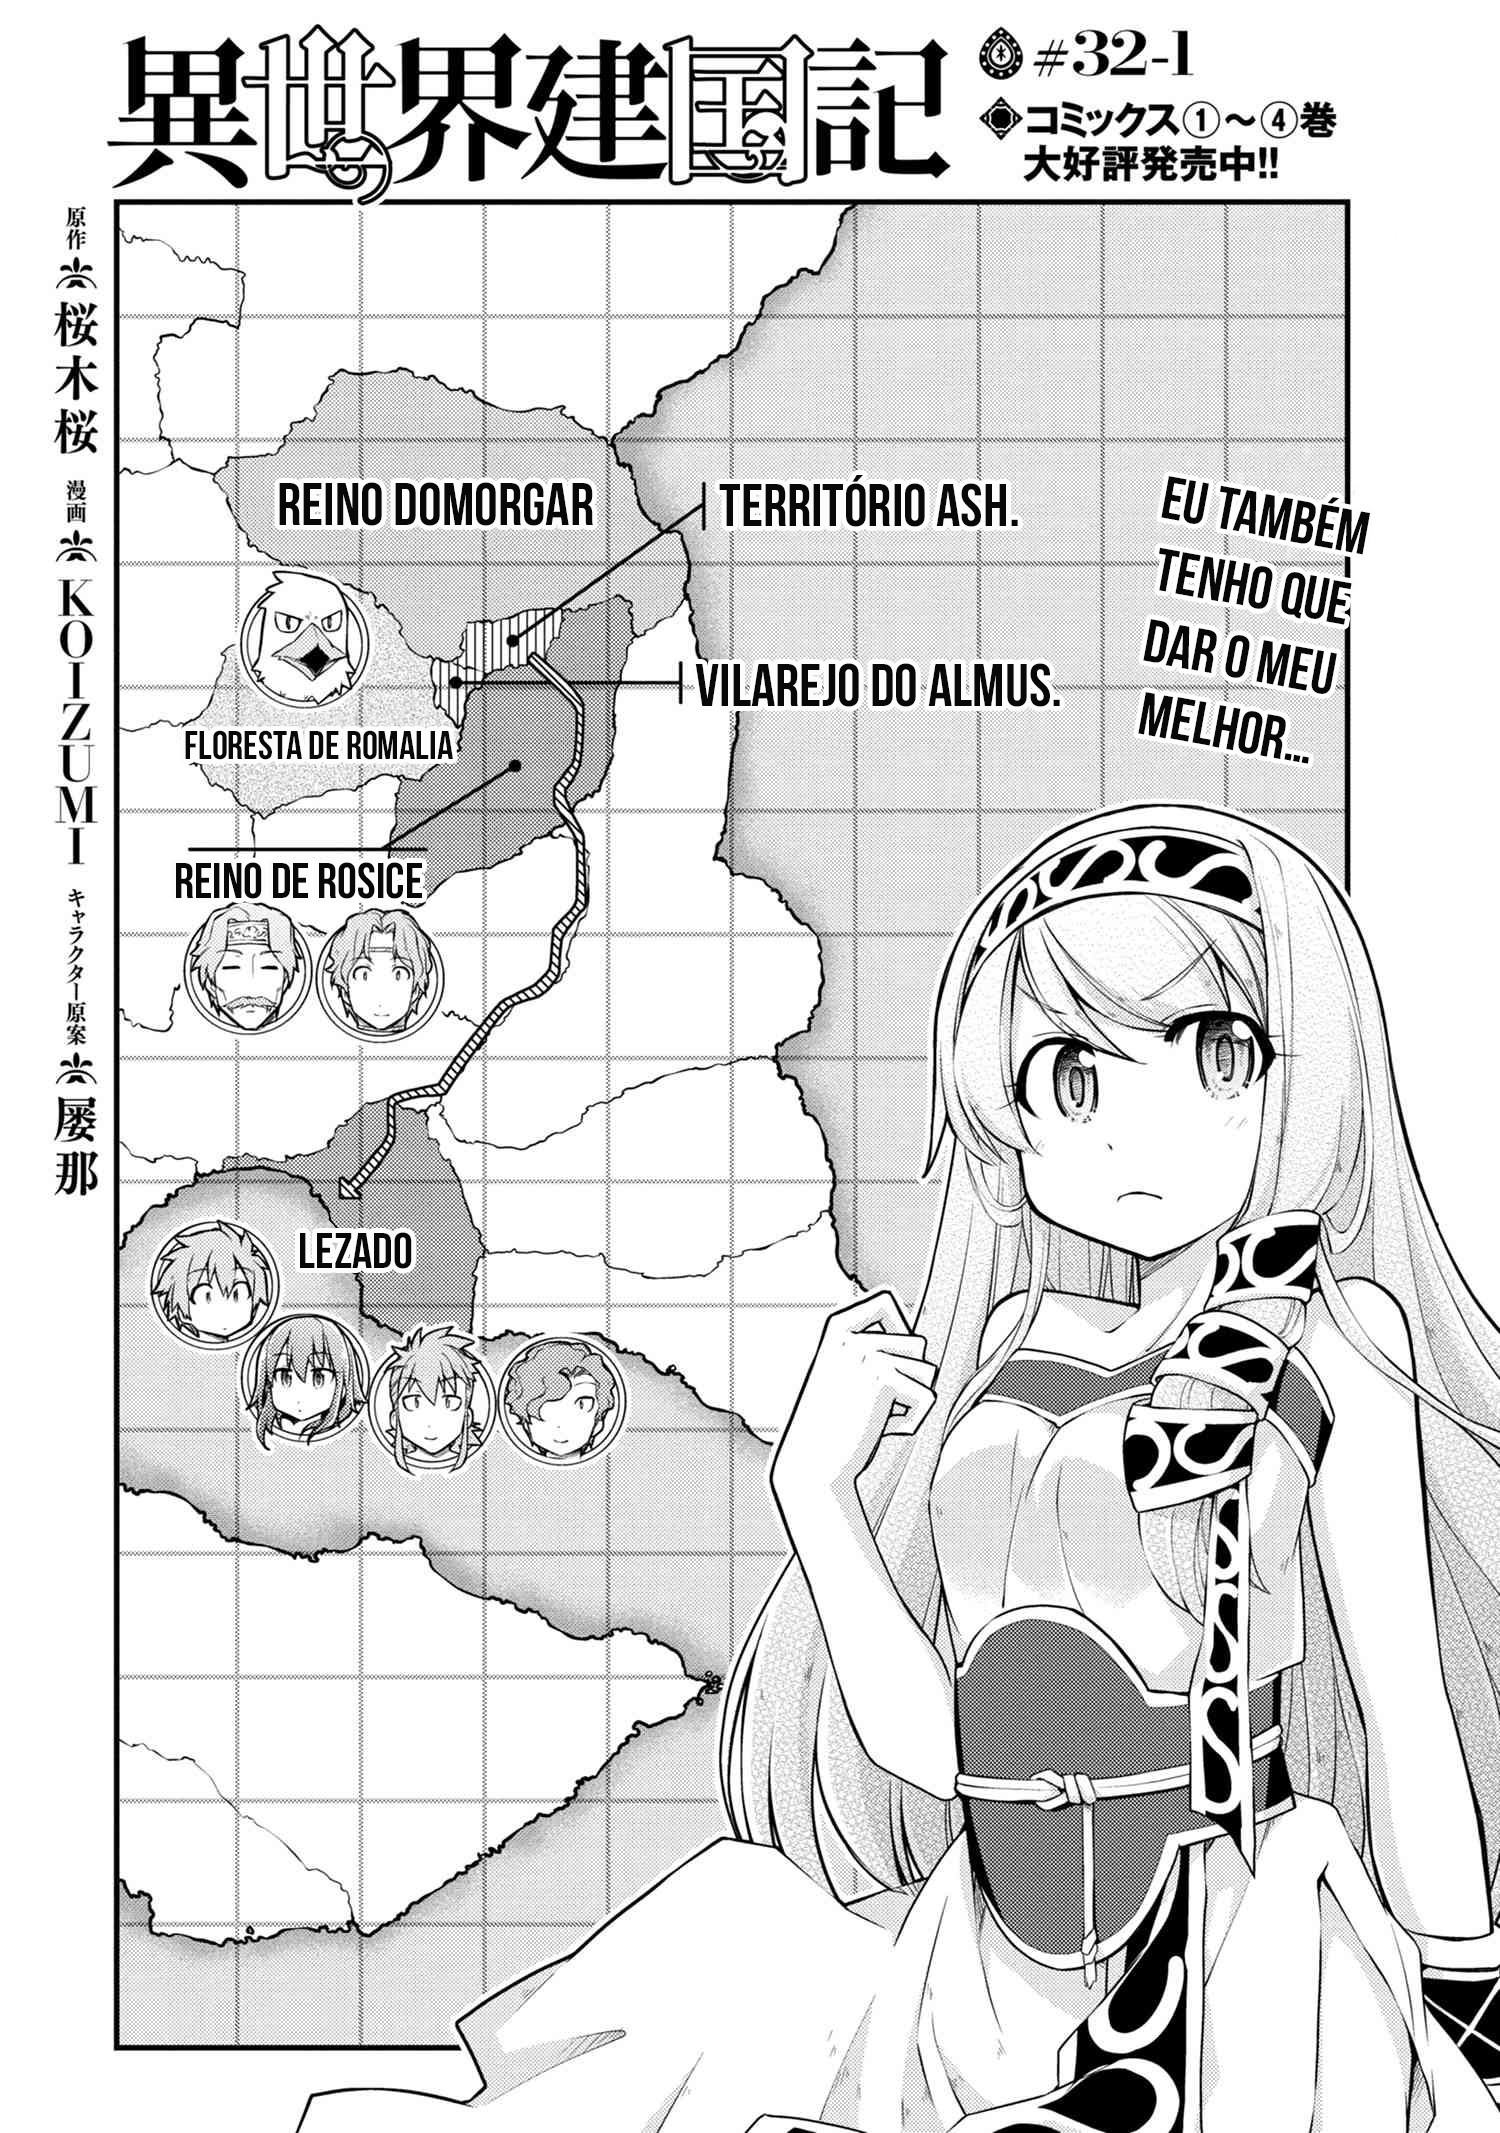 異世界建国記
#32-1
コミックス①～④巻
大好評発売中!!
原作 桜木桜 漫画 KOIZUMI キャラクター原案 屡那
REINO DOMORGAR
TERRITÓRIO ASH.
EU TAMBÉM
TENHO QUE
DAR O MEU
MELHOR...
VILAREJO DO ALMUS.
FLORESTA DE ROMALIA
REINO DE ROSICE
LEZADO